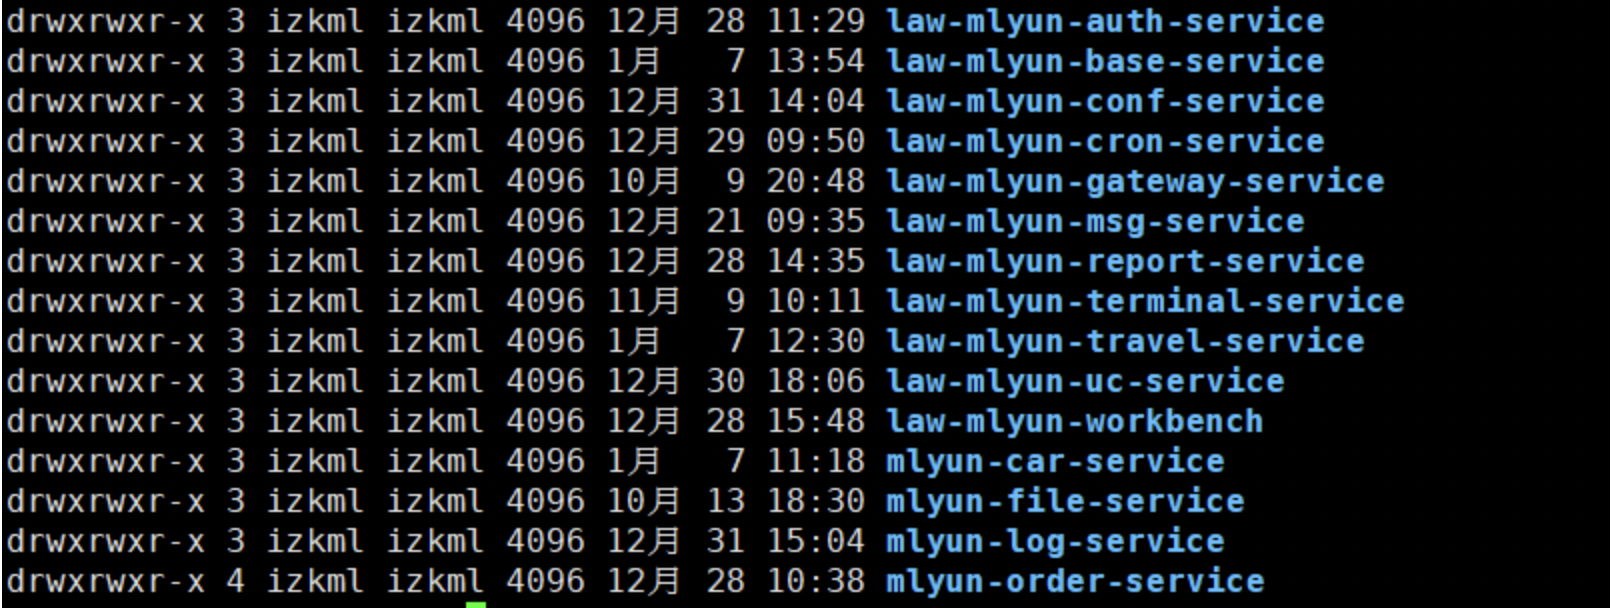 drwxrwxr-x 3 izkml izkml 4096 12月 28 11:29 law-mlyun-auth-service
drwxrwxr-x 3 izkml izkml 4096 1月   7 13:54 law-mlyun-base-service
drwxrwxr-x 3 izkml izkml 4096 12月 31 14:04 law-mlyun-conf-service
drwxrwxr-x 3 izkml izkml 4096 12月 29 09:50 law-mlyun-cron-service
drwxrwxr-x 3 izkml izkml 4096 10月  9 20:48 law-mlyun-gateway-service
drwxrwxr-x 3 izkml izkml 4096 12月 21 09:35 law-mlyun-msg-service
drwxrwxr-x 3 izkml izkml 4096 12月 28 14:35 law-mlyun-report-service
drwxrwxr-x 3 izkml izkml 4096 11月  9 10:11 law-mlyun-terminal-service
drwxrwxr-x 3 izkml izkml 4096 1月   7 12:30 law-mlyun-travel-service
drwxrwxr-x 3 izkml izkml 4096 12月 30 18:06 law-mlyun-uc-service
drwxrwxr-x 3 izkml izkml 4096 12月 28 15:48 law-mlyun-workbench
drwxrwxr-x 3 izkml izkml 4096 1月   7 11:18 mlyun-car-service
drwxrwxr-x 3 izkml izkml 4096 10月 13 18:30 mlyun-file-service
drwxrwxr-x 3 izkml izkml 4096 12月 31 15:04 mlyun-log-service
drwxrwxr-x 4 izkml izkml 4096 12月 28 10:38 mlyun-order-service